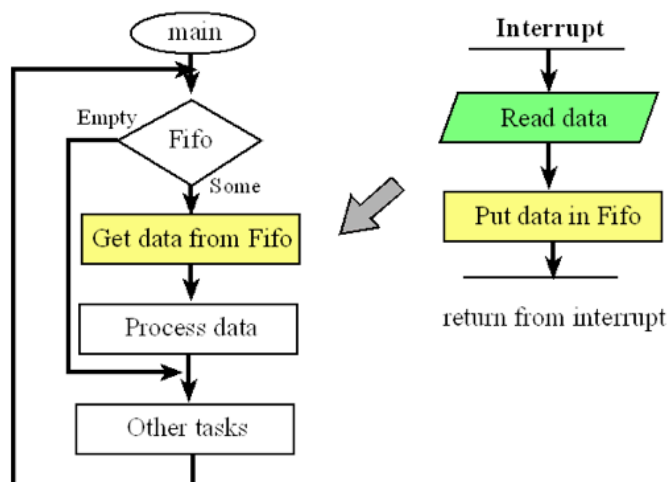 main
Empty
Fifo
Some
Get data from Fifo
Process data
Other tasks
Interrupt
Read data
Put data in Fifo
return from interrupt